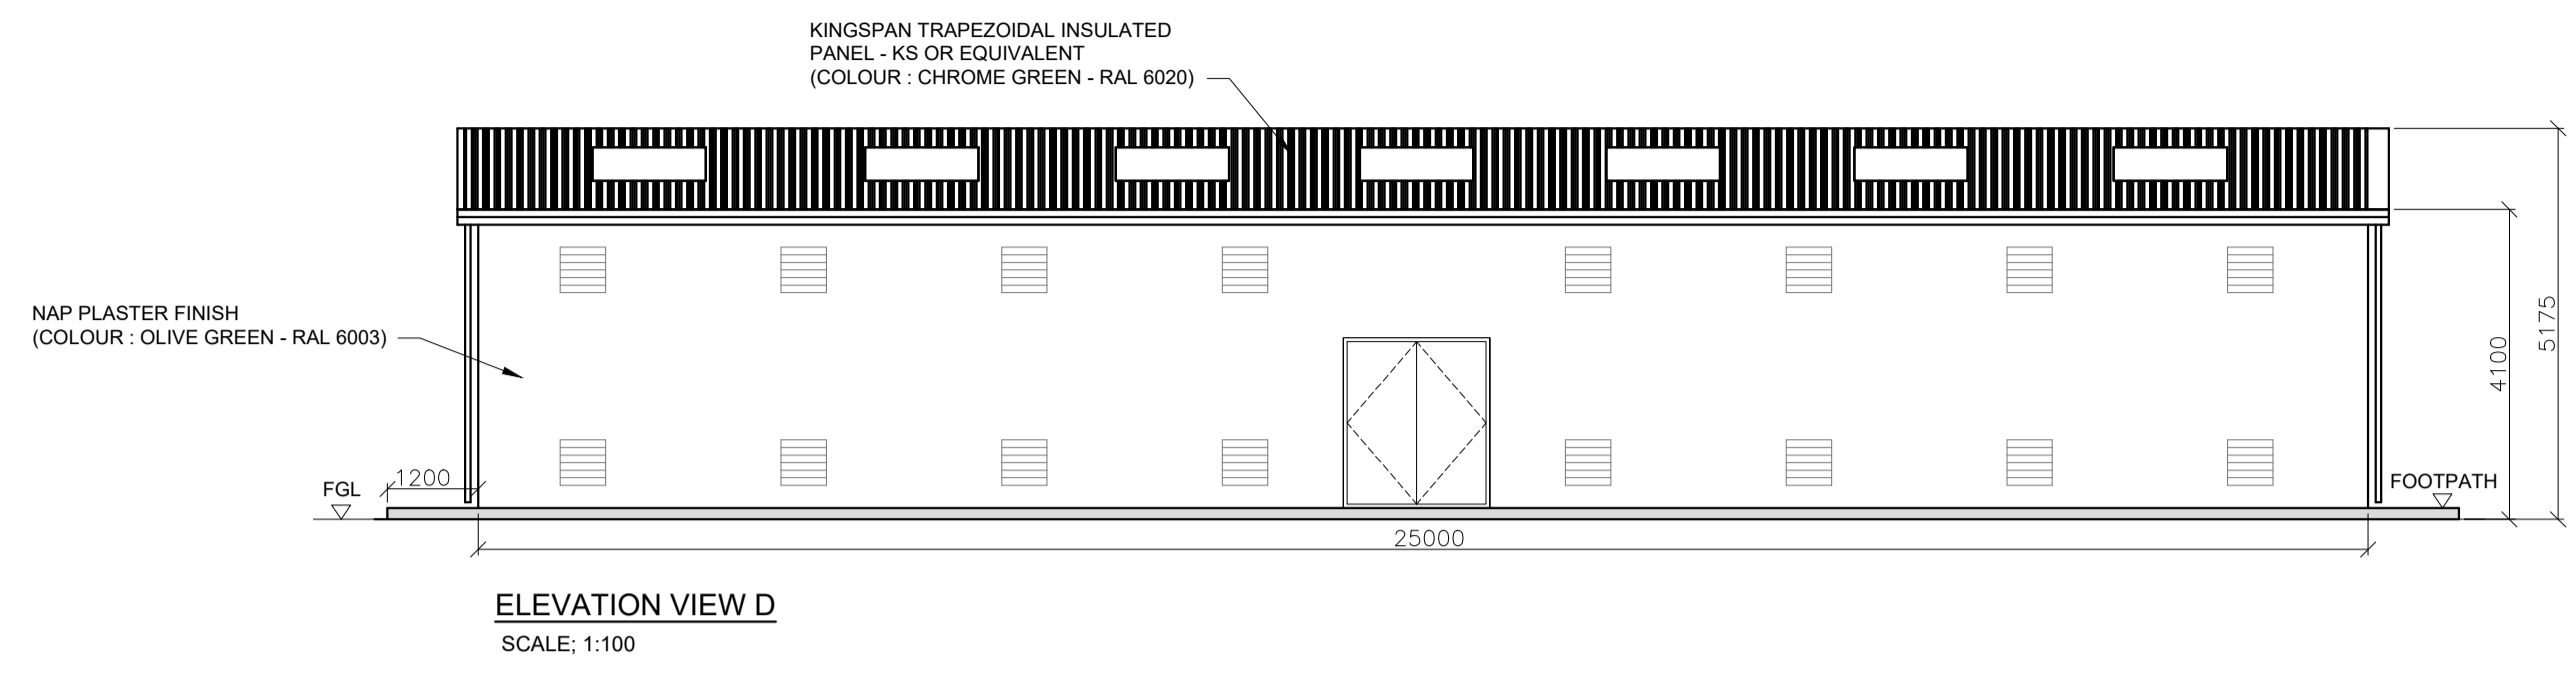 KINGSPAN TRAPEZOIDAL INSULATED
PANEL - KS OR EQUIVALENT
(COLOUR : CHROME GREEN - RAL 6020)
NAP PLASTER FINISH
(COLOUR : OLIVE GREEN - RAL 6003)
5175
4100
1200
FGL
FOOTPATH
25000
ELEVATION VIEW D
SCALE; 1:100